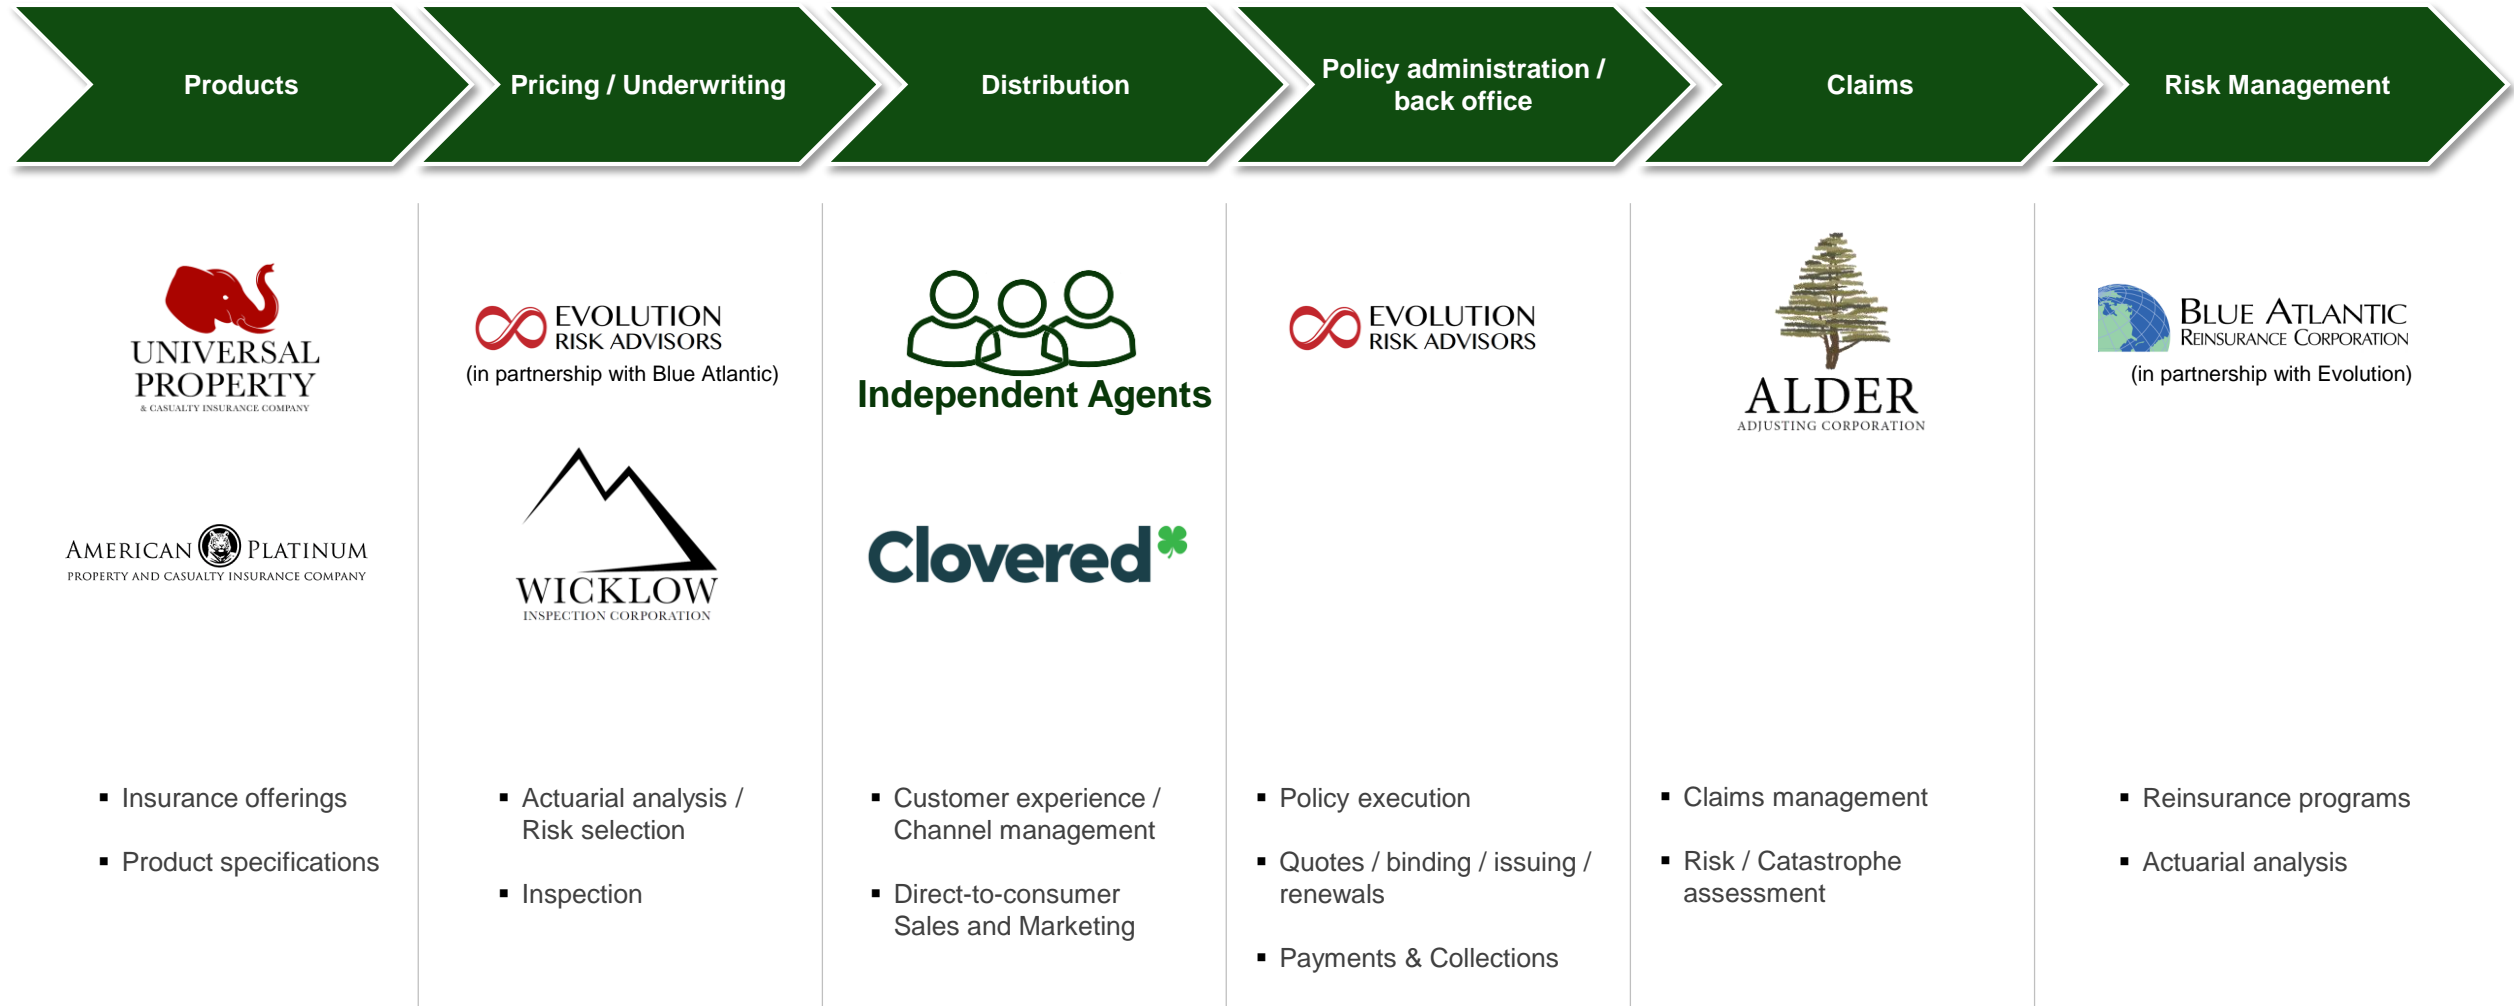 Products
Pricing / Underwriting
Distribution
Policy administration /
back office
Claims
Risk Management
UNIVERSAL
PROPERTY
& CASUALTY INSURANCE COMPANY
AMERICAN PLATINUM
PROPERTY AND CASUALTY INSURANCE COMPANY
▪ Insurance offerings
▪ Product specifications
EVOLUTION
RISK ADVISORS
(in partnership with Blue Atlantic)
WICKLOW
INSPECTION CORPORATION
▪ Actuarial analysis /
Risk selection
▪ Inspection
Independent Agents
Clovered
▪ Customer experience /
Channel management
▪ Direct-to-consumer
Sales and Marketing
EVOLUTION
RISK ADVISORS
▪ Policy execution
▪ Quotes / binding / issuing /
renewals
▪ Payments & Collections
ALDER
ADJUSTING CORPORATION
▪ Claims management
▪ Risk / Catastrophe
assessment
BLUE ATLANTIC
REINSURANCE CORPORATION
(in partnership with Evolution)
▪ Reinsurance programs
▪ Actuarial analysis